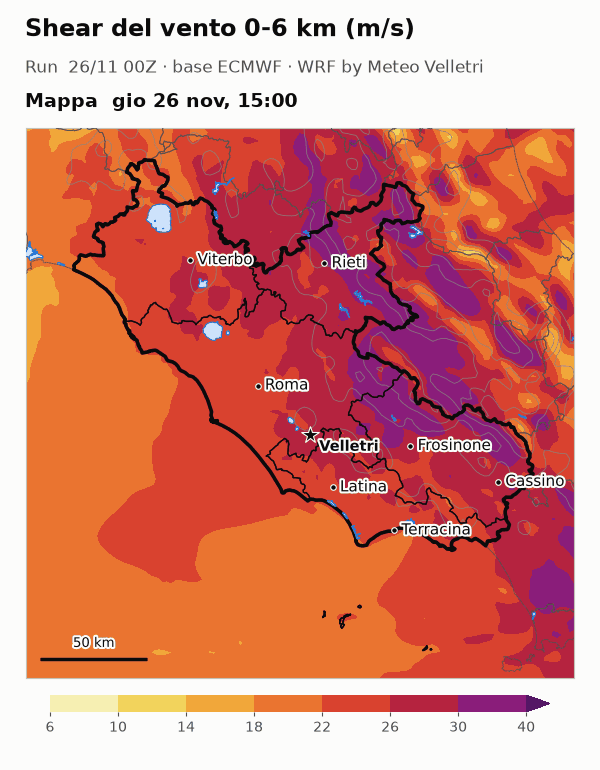 Shear del vento 0-6 km (m/s)
Run  26/11 00Z · base ECMWF · WRF by Meteo Velletri
Mappa  gio 26 nov, 15:00
Viterbo
Rieti
Roma
Velletri
Frosinone
Latina
Cassino
Terracina
50 km
6 10 14 18 22 26 30 40